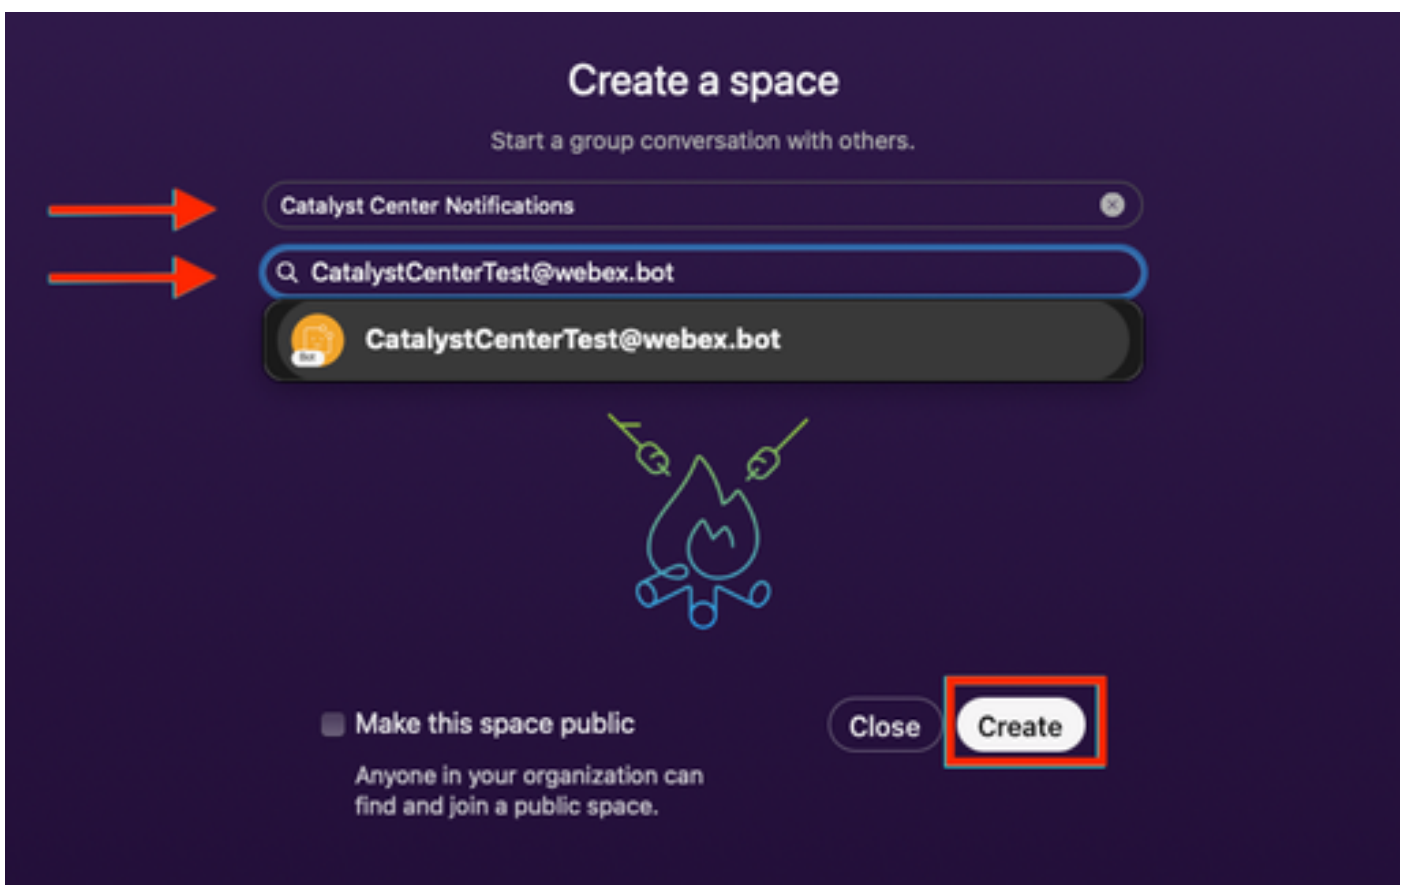 Create a space
Start a group conversation with others.
Catalyst Center Notifications
CatalystCenterTest@webex.bot
CatalystCenterTest@webex.bot
Bot
Make this space public
Close
Create
Anyone in your organization can
find and join a public space.